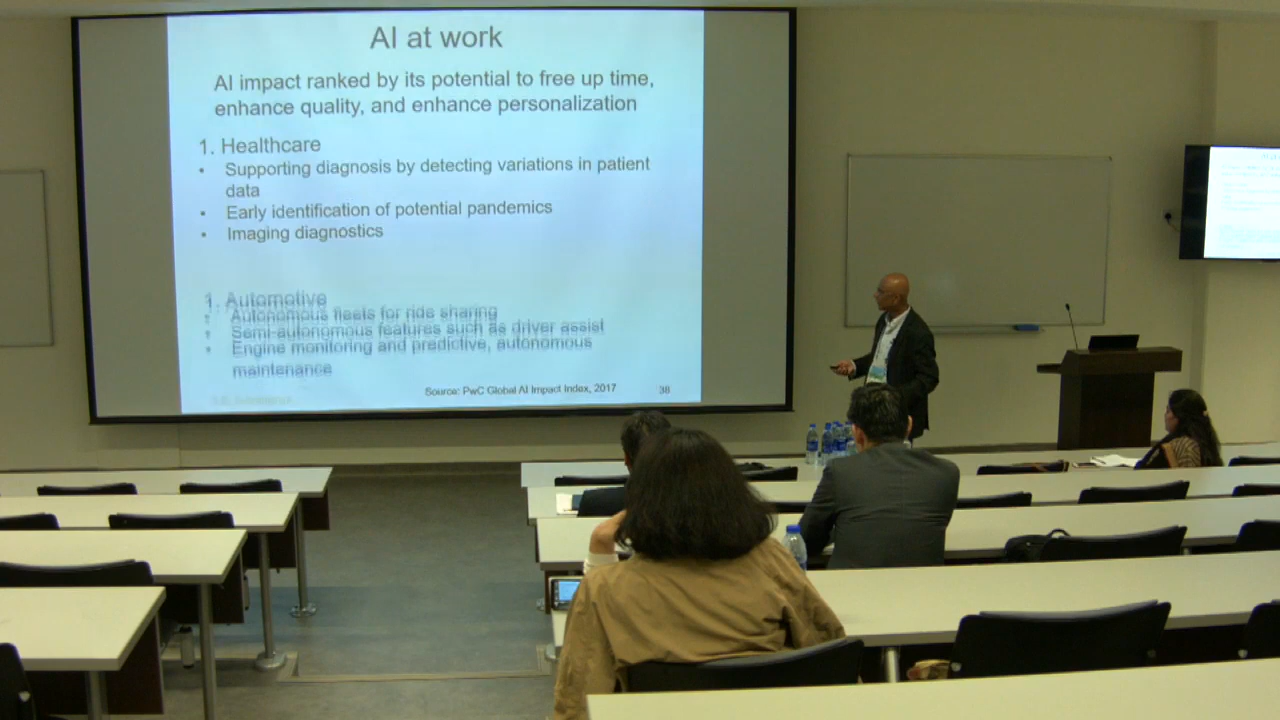 AI at work
AI impact ranked by its potential to free up time,
enhance quality, and enhance personalization
1. Healthcare
• Supporting diagnosis by detecting variations in patient
data
• Early identification of potential pandemics
• Imaging diagnostics
1. Automotive
• Autonomous fleets for ride sharing
• Semi-autonomous features such as driver assist
• Engine monitoring and predictive, autonomous
maintenance
Source: PwC Global AI Impact Index, 2017
38